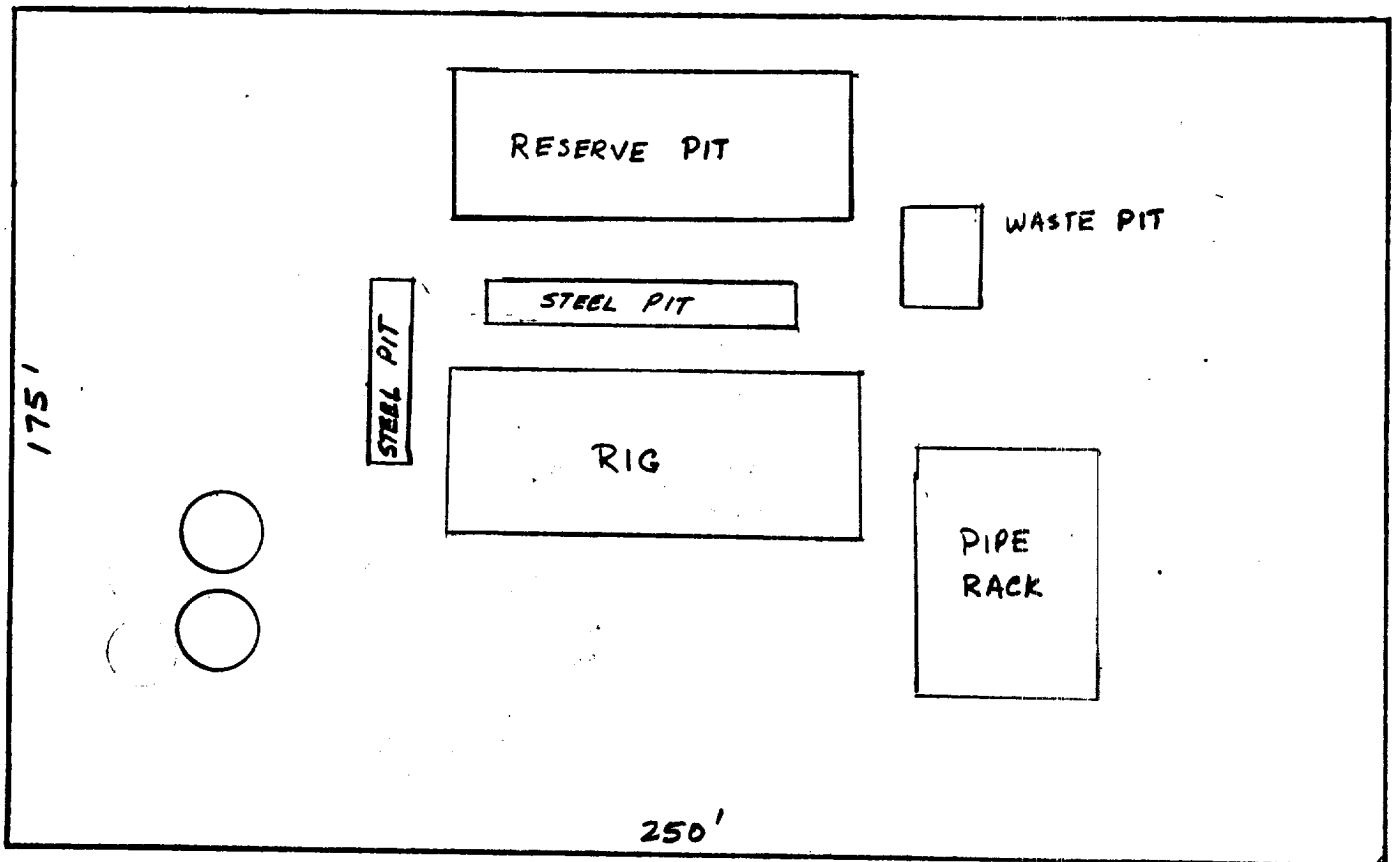 RESERVE PIT
WASTE PIT
STEEL PIT
STEEL PIT
175'
RIG
PIPE
RACK
250'